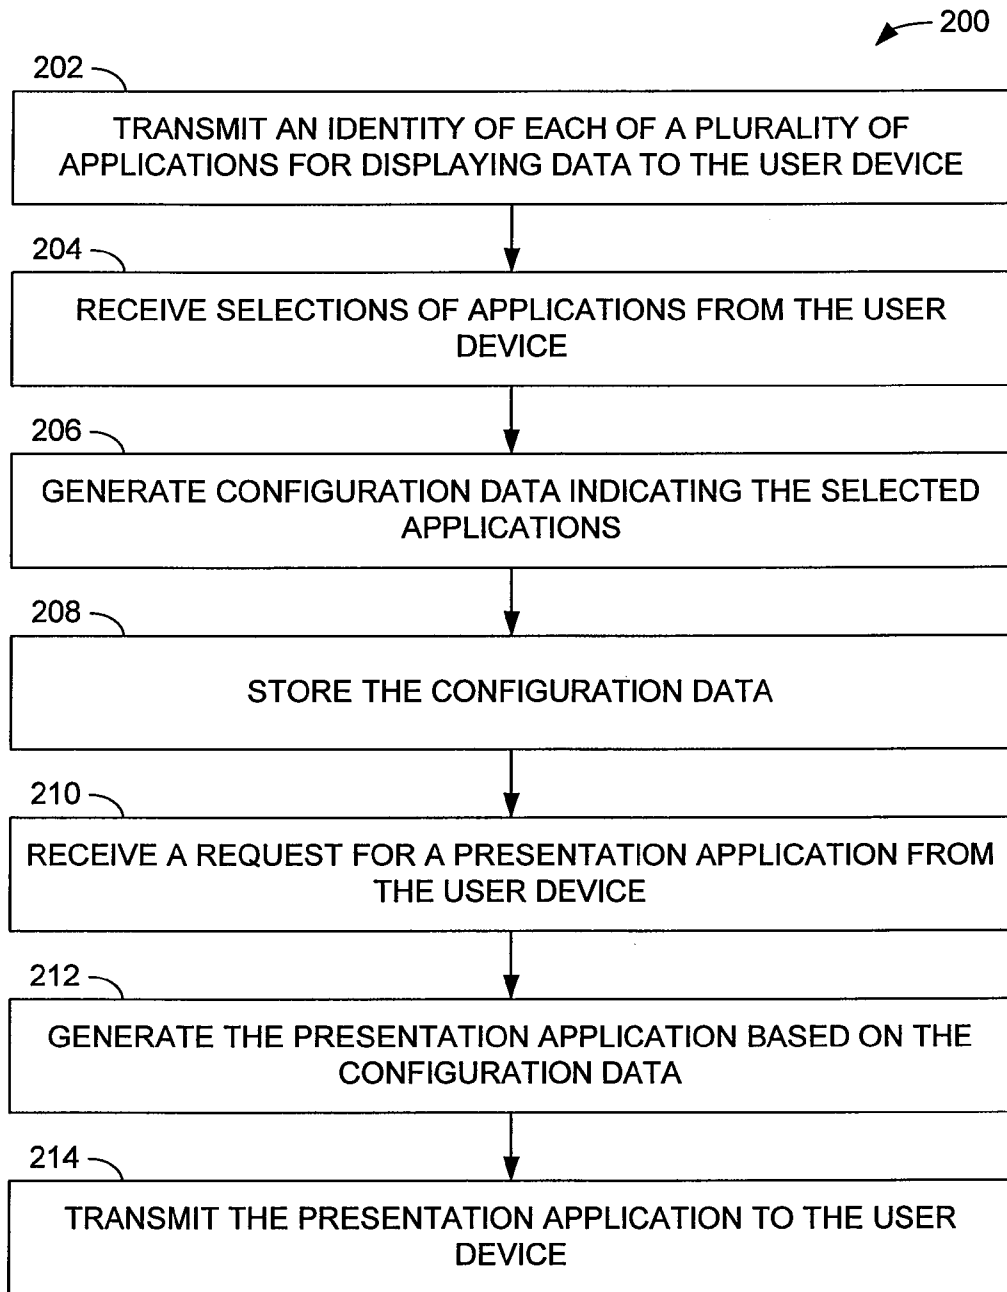 200
202
TRANSMIT AN IDENTITY OF EACH OF A PLURALITY OF
APPLICATIONS FOR DISPLAYING DATA TO THE USER DEVICE
204
RECEIVE SELECTIONS OF APPLICATIONS FROM THE USER
DEVICE
206
GENERATE CONFIGURATION DATA INDICATING THE SELECTED
APPLICATIONS
208
STORE THE CONFIGURATION DATA
210
RECEIVE A REQUEST FOR A PRESENTATION APPLICATION FROM
THE USER DEVICE
212
GENERATE THE PRESENTATION APPLICATION BASED ON THE
CONFIGURATION DATA
214
TRANSMIT THE PRESENTATION APPLICATION TO THE USER
DEVICE